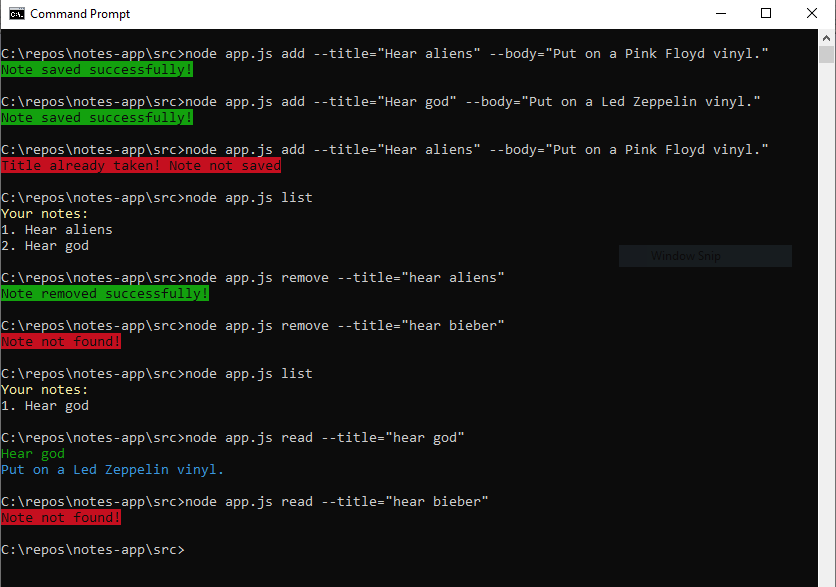 Command Prompt
C:\repos\notes-app\src>node app.js add --title="Hear aliens" --body="Put on a Pink Floyd vinyl."
Note saved successfully!
C:\repos\notes-app\src>node app.js add --title="Hear god" --body="Put on a Led Zeppelin vinyl."
Note saved successfully!
C:\repos\notes-app\src>node app.js add --title="Hear aliens" --body="Put on a Pink Floyd vinyl."
Title already taken! Note not saved
C:\repos\notes-app\src>node app.js list
Your notes:
1. Hear aliens
2. Hear god
Window Snip
C:\repos\notes-app\src>node app.js remove --title="hear aliens"
Note removed successfully!
C:\repos\notes-app\src>node app.js remove --title="hear bieber"
Note not found!
C:\repos\notes-app\src>node app.js list
Your notes:
1. Hear god
C:\repos\notes-app\src>node app.js read --title="hear god"
Hear god
Put on a Led Zeppelin vinyl.
C:\repos\notes-app\src>node app.js read --title="hear bieber"
Note not found!
C:\repos\notes-app\src>